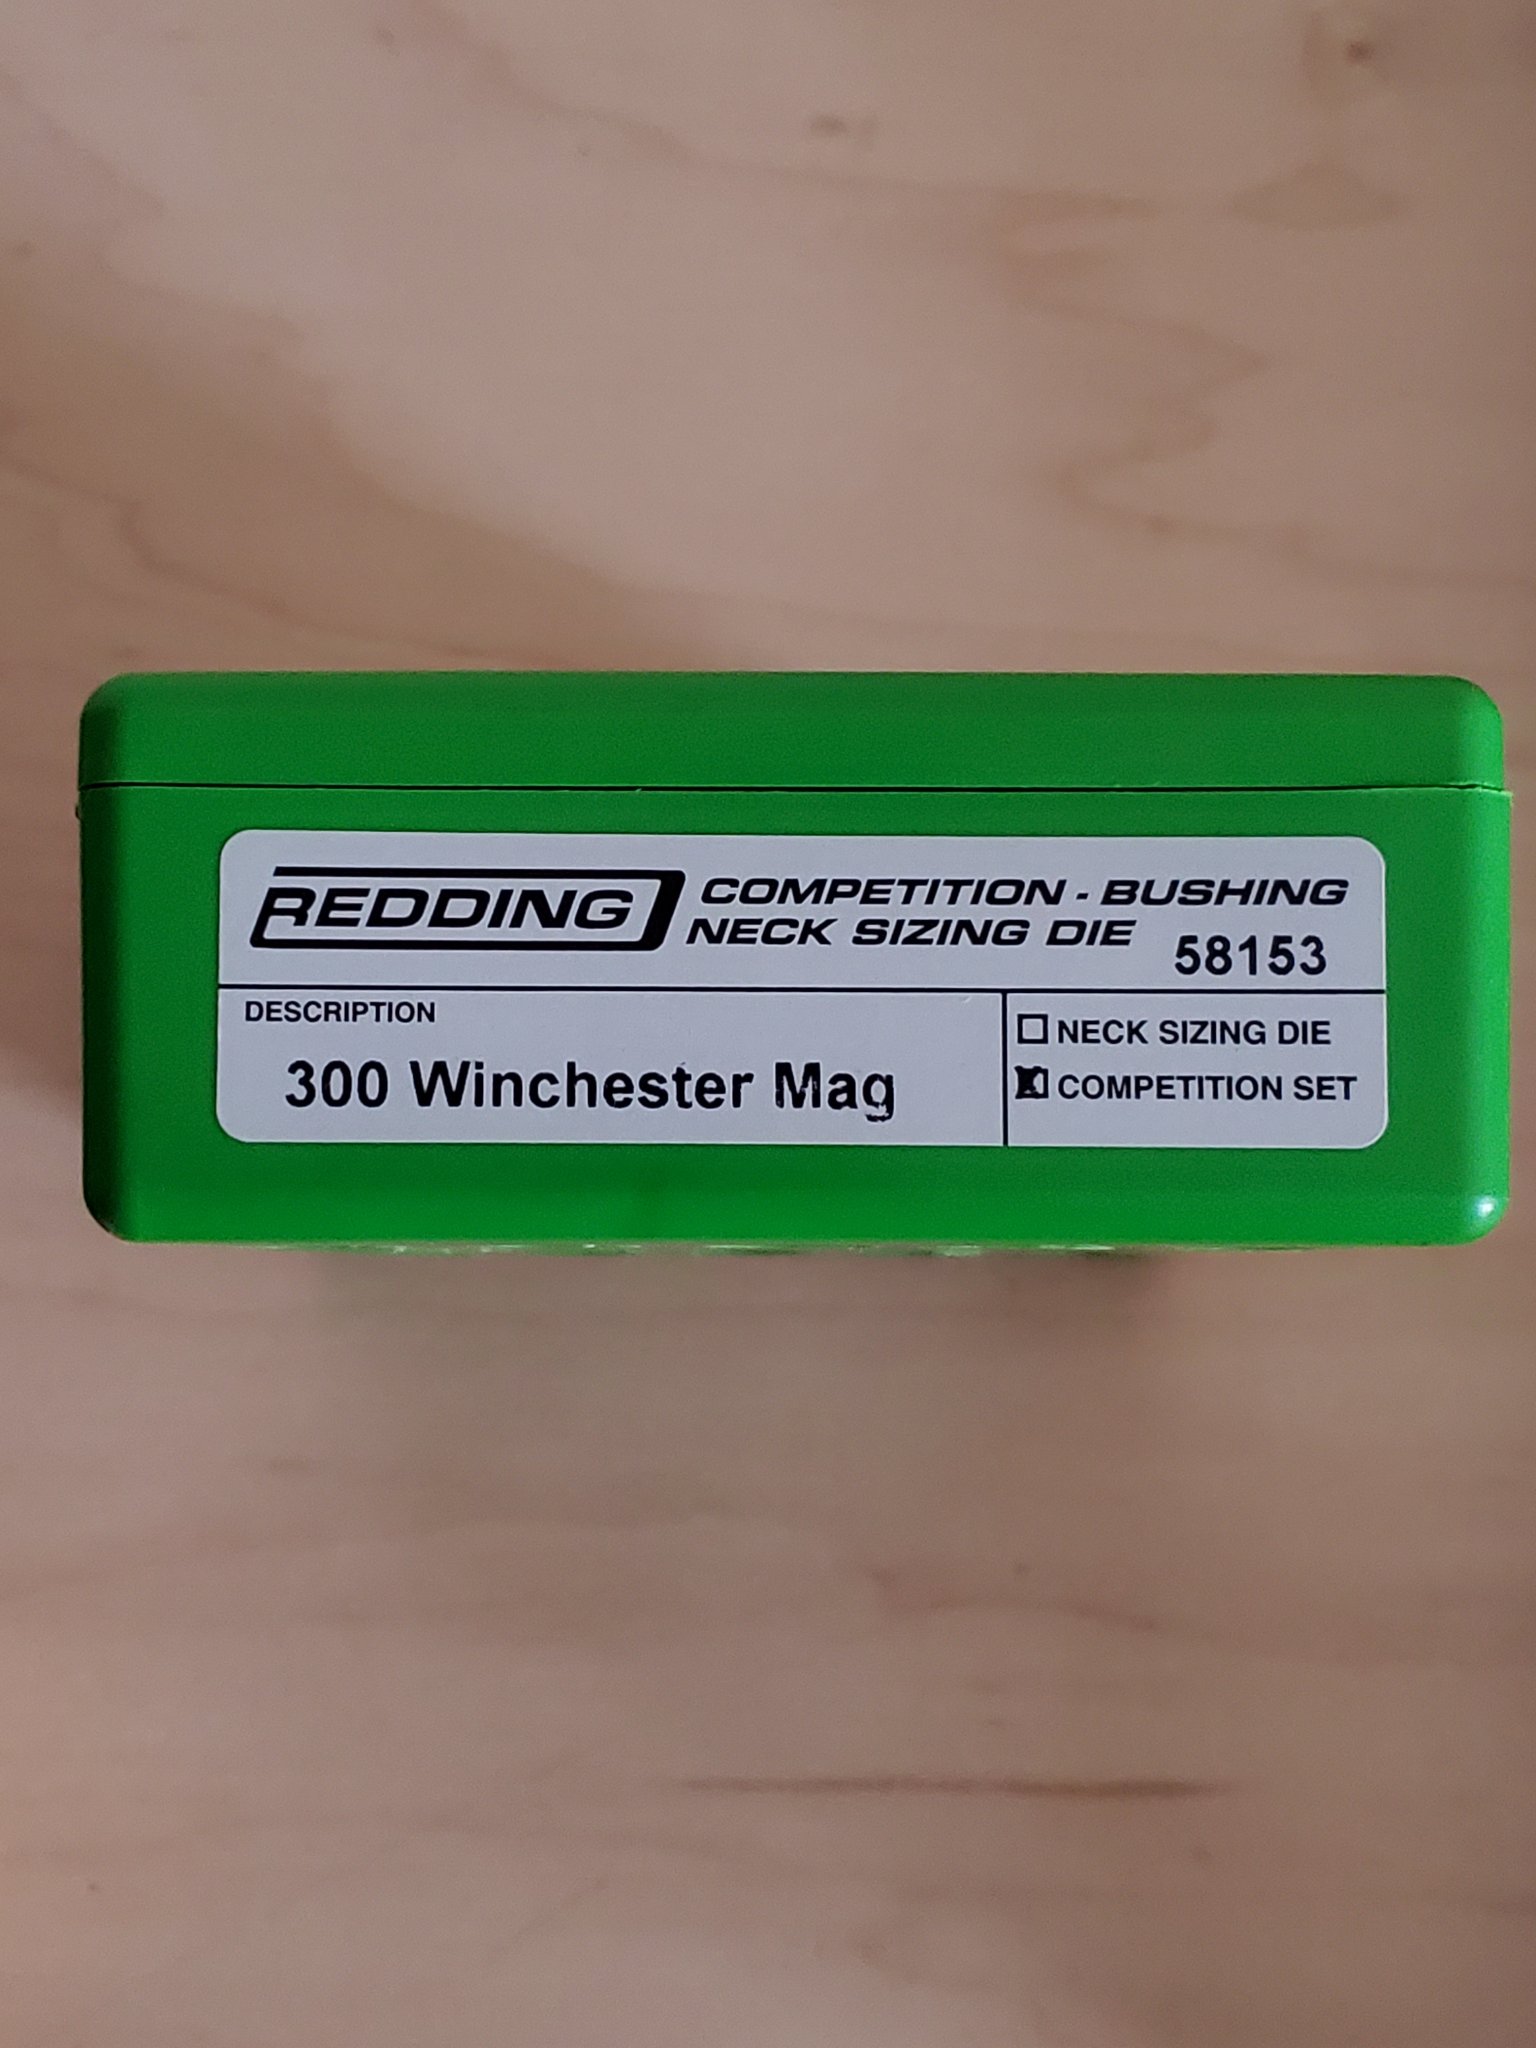 REDDING COMPETITION - BUSHING
NECK SIZING DIE 58153
DESCRIPTION
300 Winchester Mag
NECK SIZING DIE
COMPETITION SET